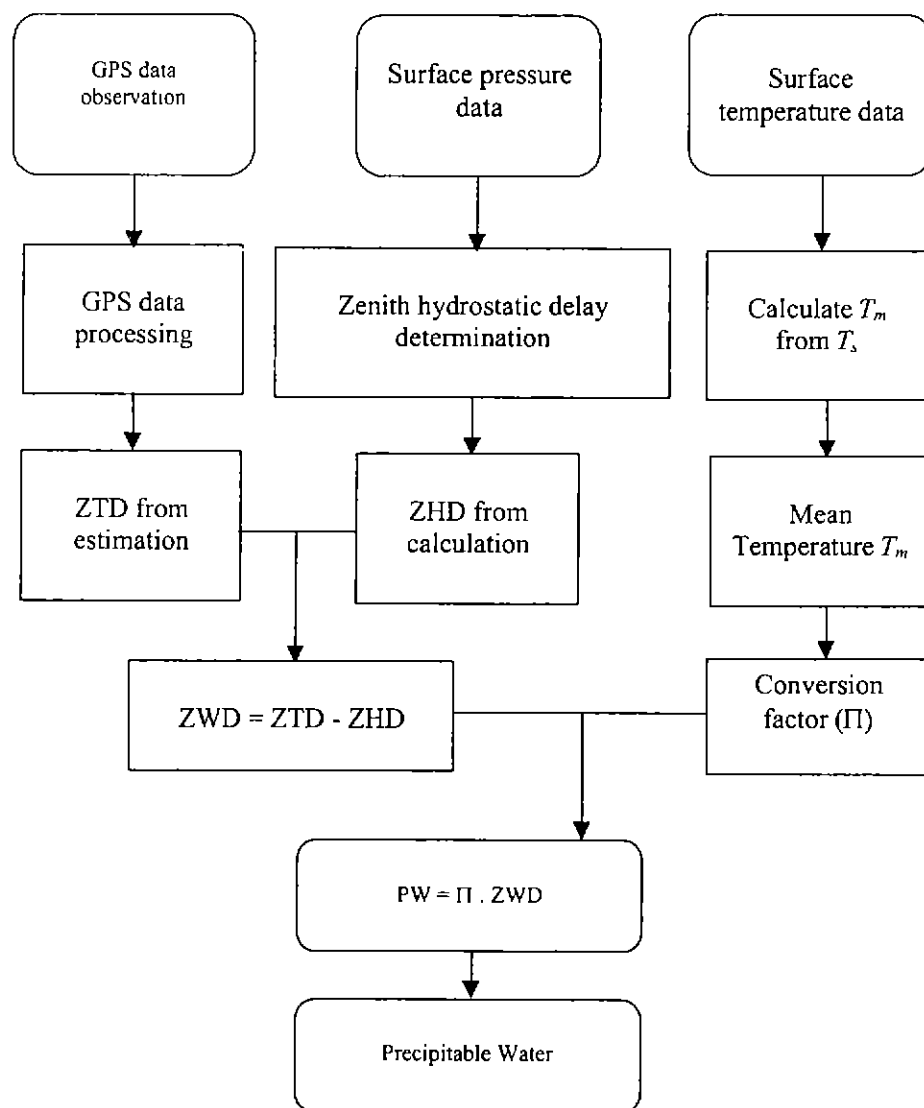 GPS data
observation
Surface pressure
data
Surface
temperature data
GPS data
processing
Zenith hydrostatic delay
determination
Calculate Tm
from Ts
ZTD from
estimation
ZHD from
calculation
Mean
Temperature Tm
ZWD = ZTD - ZHD
Conversion
factor (Π)
PW = Π . ZWD
Precipitable Water